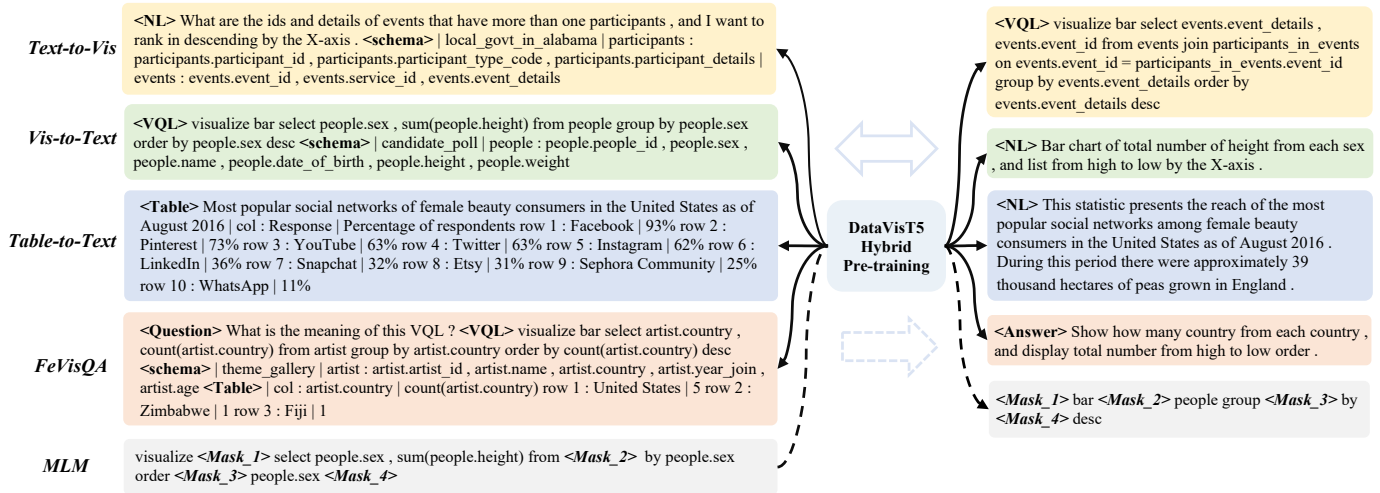 Text-to-Vis
<NL> What are the ids and details of events that have more than one participants , and I want to
rank in descending by the X-axis . <schema> | local_govt_in_alabama | participants :
participants.participant_id , participants.participant_type_code , participants.participant_details |
events : events.event_id , events.service_id , events.event_details
Vis-to-Text
<VQL> visualize bar select people.sex , sum(people.height) from people group by people.sex
order by people.sex desc <schema> | candidate_poll | people : people.people_id , people.sex ,
people.name , people.date_of_birth , people.height , people.weight
Table-to-Text
<Table> Most popular social networks of female beauty consumers in the United States as of
August 2016 | col : Response | Percentage of respondents row 1 : Facebook | 93% row 2 :
Pinterest | 73% row 3 : YouTube | 63% row 4 : Twitter | 63% row 5 : Instagram | 62% row 6 :
LinkedIn | 36% row 7 : Snapchat | 32% row 8 : Etsy | 31% row 9 : Sephora Community | 25%
row 10 : WhatsApp | 11%
FeVisQA
<Question> What is the meaning of this VQL ? <VQL> visualize bar select artist.country ,
count(artist.country) from artist group by artist.country order by count(artist.country) desc
<schema> | theme_gallery | artist : artist.artist_id , artist.name , artist.country , artist.year_join ,
artist.age <Table> | col : artist.country | count(artist.country) row 1 : United States | 5 row 2 :
Zimbabwe | 1 row 3 : Fiji | 1
MLM
visualize <Mask_1> select people.sex , sum(people.height) from <Mask_2> by people.sex
order <Mask_3> people.sex <Mask_4>
DataVisT5
Hybrid
Pre-training
<VQL> visualize bar select events.event_details ,
events.event_id from events join participants_in_events
on events.event_id = participants_in_events.event_id
group by events.event_details order by
events.event_details desc
<NL> Bar chart of total number of height from each sex
, and list from high to low by the X-axis .
<NL> This statistic presents the reach of the most
popular social networks among female beauty
consumers in the United States as of August 2016 .
During this period there were approximately 39
thousand hectares of peas grown in England .
<Answer> Show how many country from each country ,
and display total number from high to low order .
<Mask_1> bar <Mask_2> people group <Mask_3> by
<Mask_4> desc